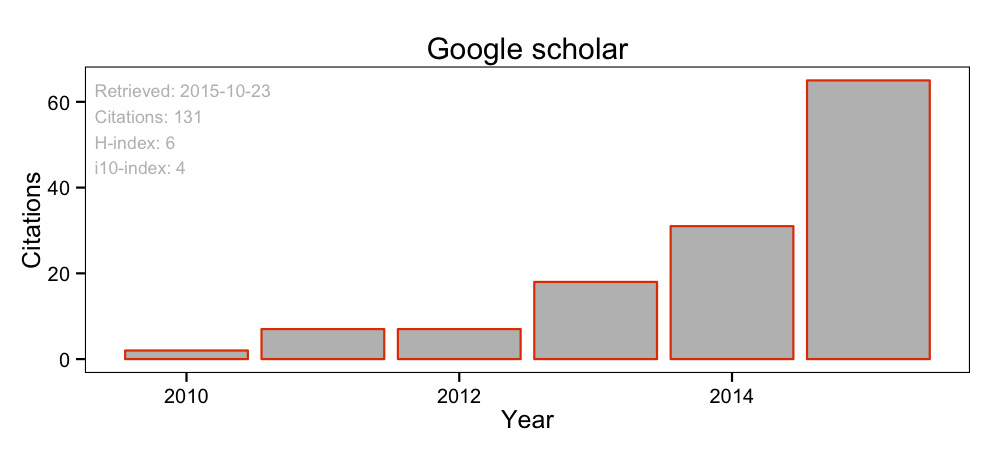 Google scholar
Retrieved: 2015-10-23
Citations: 131
H-index: 6
i10-index: 4
Citations
60
40
20
0
2010
2012
2014
Year